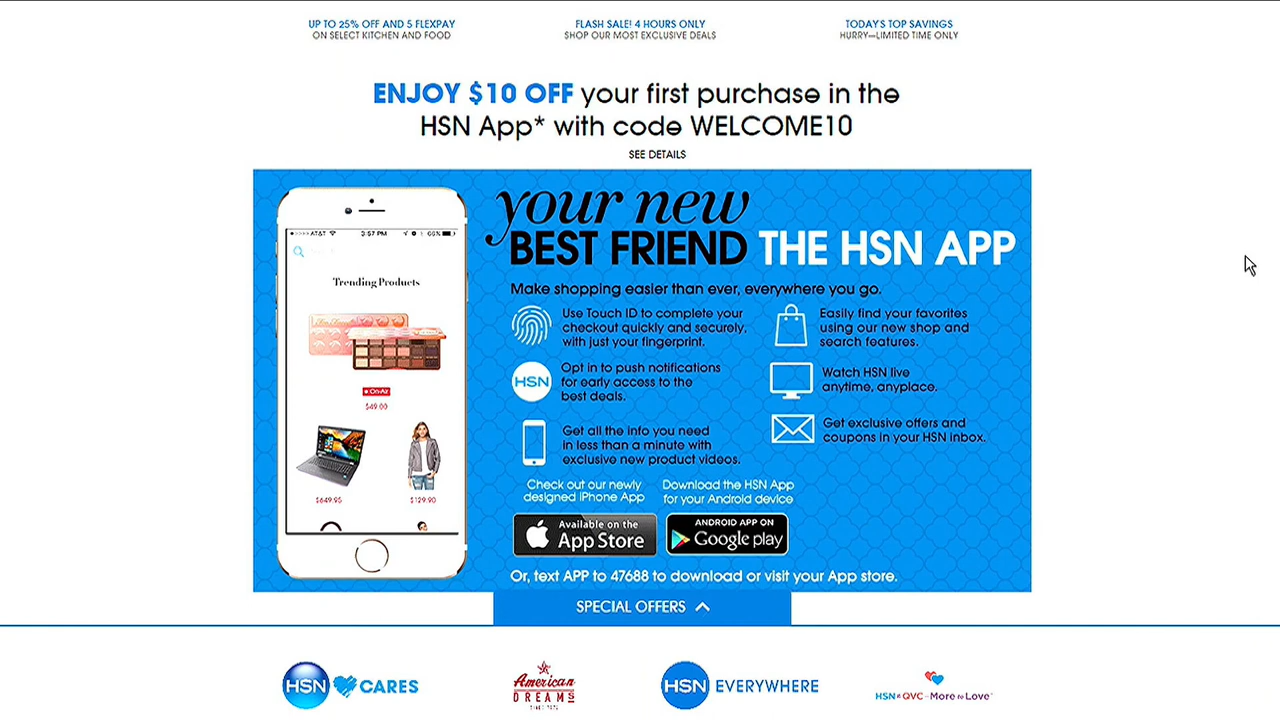 UP TO 25% OFF AND 5 FLEXPAY
ON SELECT KITCHEN AND FOOD
FLASH SALE! 4 HOURS ONLY
SHOP OUR MOST EXCLUSIVE DEALS
TODAY'S TOP SAVINGS
HURRY—LIMITED TIME ONLY
ENJOY $10 OFF your first purchase in the
HSN App* with code WELCOME10
SEE DETAILS
your new
BEST FRIEND THE HSN APP
Make shopping easier than ever, everywhere you go.
AT&T 3:57 PM 66%
Trending Products
On-Air
$49.00
$649.95
$129.90
Use Touch ID to complete your
checkout quickly and securely,
with just your fingerprint.
HSN
Opt in to push notifications
for early access to the
best deals.
Get all the info you need
in less than a minute with
exclusive new product videos.
Easily find your favorites
using our new shop and
search features.
Watch HSN live
anytime, anyplace.
Get exclusive offers and
coupons in your HSN inbox.
Check out our newly
designed iPhone App
Download the HSN App
for your Android device
Available on the
App Store
ANDROID APP ON
Google play
Or, text APP to 47688 to download or visit your App store.
SPECIAL OFFERS
HSN CARES
American
DREAMS
HSN EVERYWHERE
HSN & QVC—More to Love